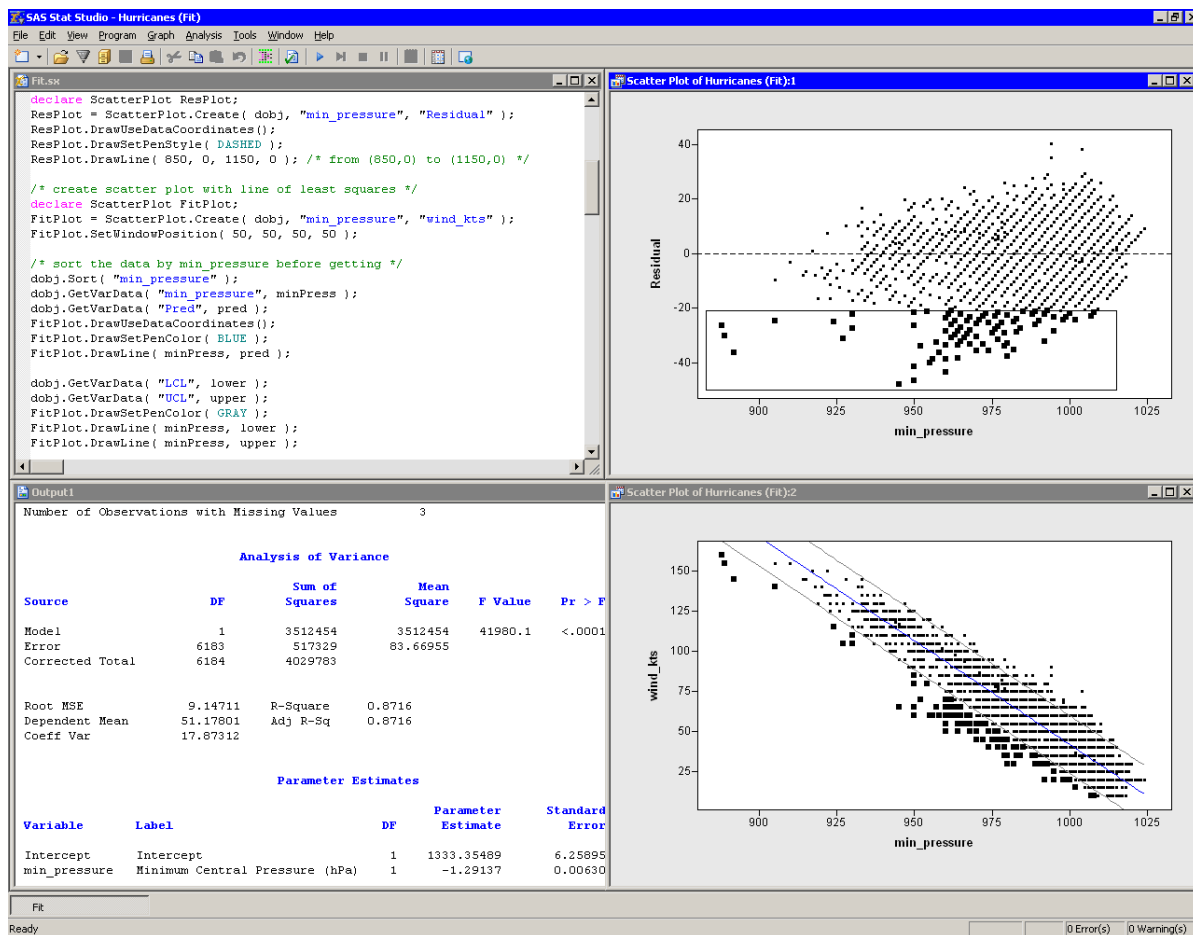 SAS Stat Studio - Hurricanes (Fit)
File Edit View Program Graph Analysis Tools Window Help
Fit.sx
declare ScatterPlot ResPlot;
ResPlot = ScatterPlot.Create( dobj, "min_pressure", "Residual" );
ResPlot.DrawUseDataCoordinates();
ResPlot.DrawSetPenStyle( DASHED );
ResPlot.DrawLine( 850, 0, 1150, 0 ); /* from (850,0) to (1150,0) */
/* create scatter plot with line of least squares */
declare ScatterPlot FitPlot;
FitPlot = ScatterPlot.Create( dobj, "min_pressure", "wind_kts" );
FitPlot.SetWindowPosition( 50, 50, 50, 50 );
/* sort the data by min_pressure before getting */
dobj.Sort( "min_pressure" );
dobj.GetVarData( "min_pressure", minPress );
dobj.GetVarData( "Pred", pred );
FitPlot.DrawUseDataCoordinates();
FitPlot.DrawSetPenColor( BLUE );
FitPlot.DrawLine( minPress, pred );
dobj.GetVarData( "LCL", lower );
dobj.GetVarData( "UCL", upper );
FitPlot.DrawSetPenColor( GRAY );
FitPlot.DrawLine( minPress, lower );
FitPlot.DrawLine( minPress, upper );
Scatter Plot of Hurricanes (Fit):1
40
20
0
-20
-40
Residual
900 925 950 975 1000 1025
min_pressure
Output1
Number of Observations with Missing Values 3
Analysis of Variance
Sum of Mean
Source DF Squares Square F Value Pr > F
Model 1 3512454 3512454 41980.1 <.0001
Error 6183 517329 83.66955
Corrected Total 6184 4029783
Root MSE 9.14711 R-Square 0.8716
Dependent Mean 51.17801 Adj R-Sq 0.8716
Coeff Var 17.87312
Parameter Estimates
Parameter Standard
Variable Label DF Estimate Error
Intercept Intercept 1 1333.35489 6.25895
min_pressure Minimum Central Pressure (hPa) 1 -1.29137 0.00630
Scatter Plot of Hurricanes (Fit):2
150
125
100
75
50
25
wind_kts
900 925 950 975 1000 1025
min_pressure
Fit
Ready 0 Error(s) 0 Warning(s)